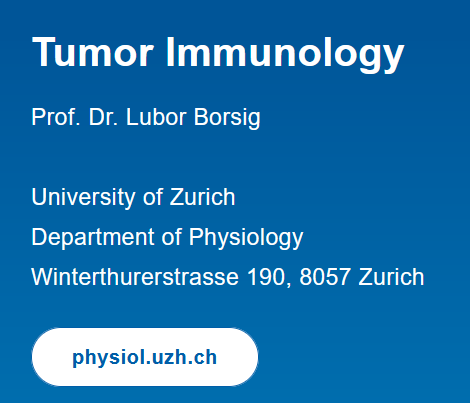 Tumor Immunology
Prof. Dr. Lubor Borsig
University of Zurich
Department of Physiology
Winterthurerstrasse 190, 8057 Zurich
physiol.uzh.ch